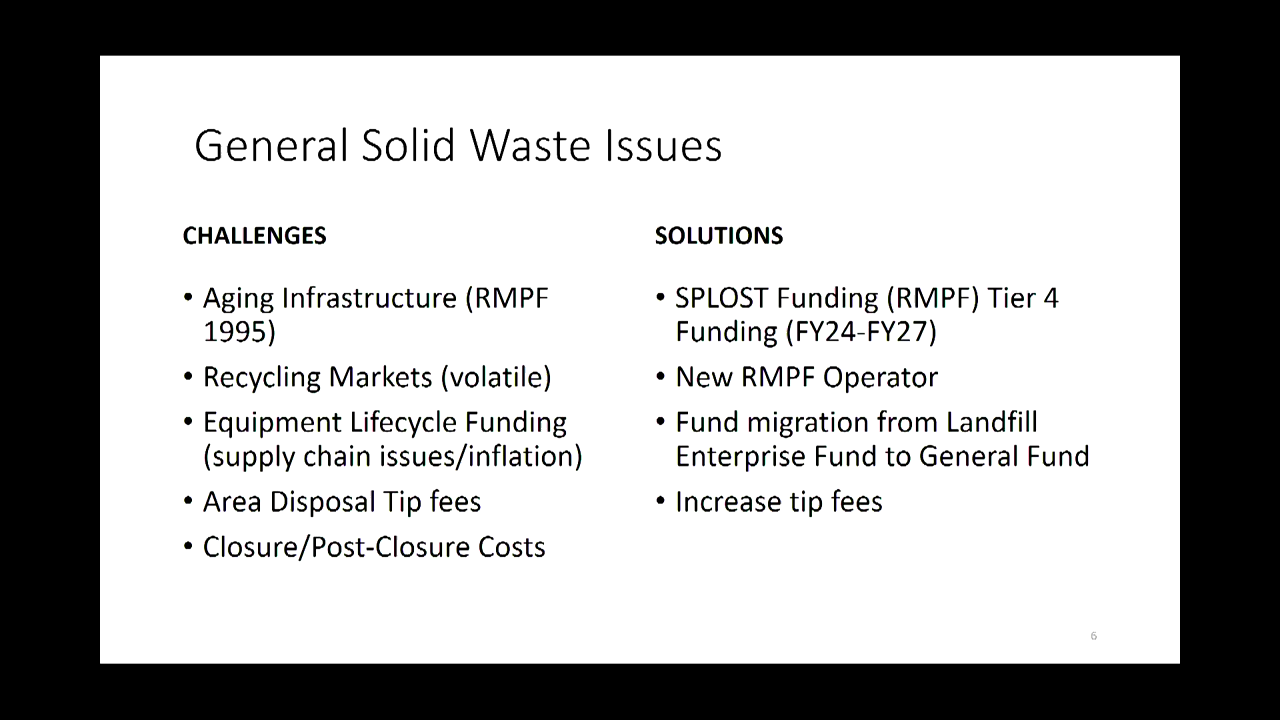 General Solid Waste Issues
CHALLENGES
• Aging Infrastructure (RMPF
1995)
• Recycling Markets (volatile)
• Equipment Lifecycle Funding
(supply chain issues/inflation)
• Area Disposal Tip fees
• Closure/Post-Closure Costs
SOLUTIONS
• SPLOST Funding (RMPF) Tier 4
Funding (FY24-FY27)
• New RMPF Operator
• Fund migration from Landfill
Enterprise Fund to General Fund
• Increase tip fees
6